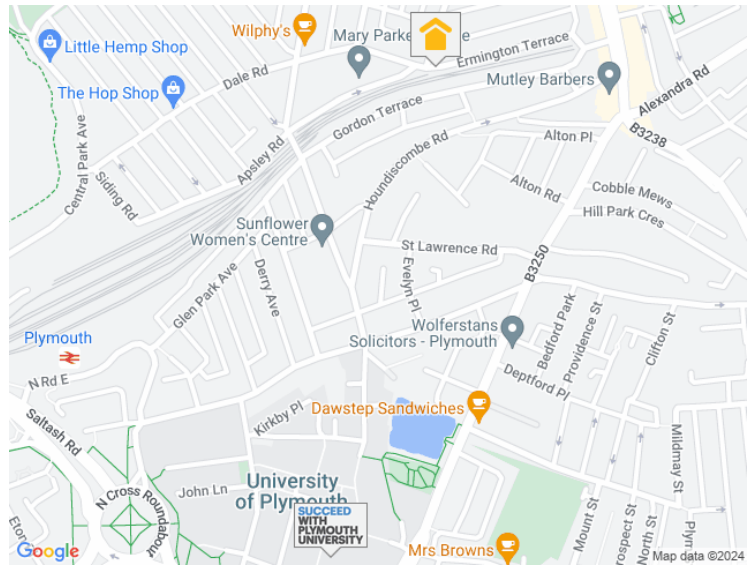 Wilphy's
Little Hemp Shop
Mary Parke
e
Ermington Terrace
Dale Rd
Mutley Barbers
The Hop Shop
Alexandra Rd
Gordon Terrace
Central Park Ave
Apsley Rd
Houndiscombe Rd
Alton Pl
B3238
Siding Rd
Alton Rd
Cobble Mews
Hill Park Cres
Sunflower
Women's Centre
St Lawrence Rd
B3250
Evelyn Pl
Glen Park Ave
Derry Ave
Bedford Park
Providence St
Clifton St
Wolferstans
Solicitors - Plymouth
Plymouth
Deptford Pl
N Rd E
Dawstep Sandwiches
Kirkby Pl
Saltash Rd
Mildmay St
University
of Plymouth
John Ln
N Cross Roundabout
SUCCEED
WITH
PLYMOUTH
UNIVERSITY
Mount St
rospect St
North St
Plym
Eton
Mrs Browns
Google
Map data ©2024